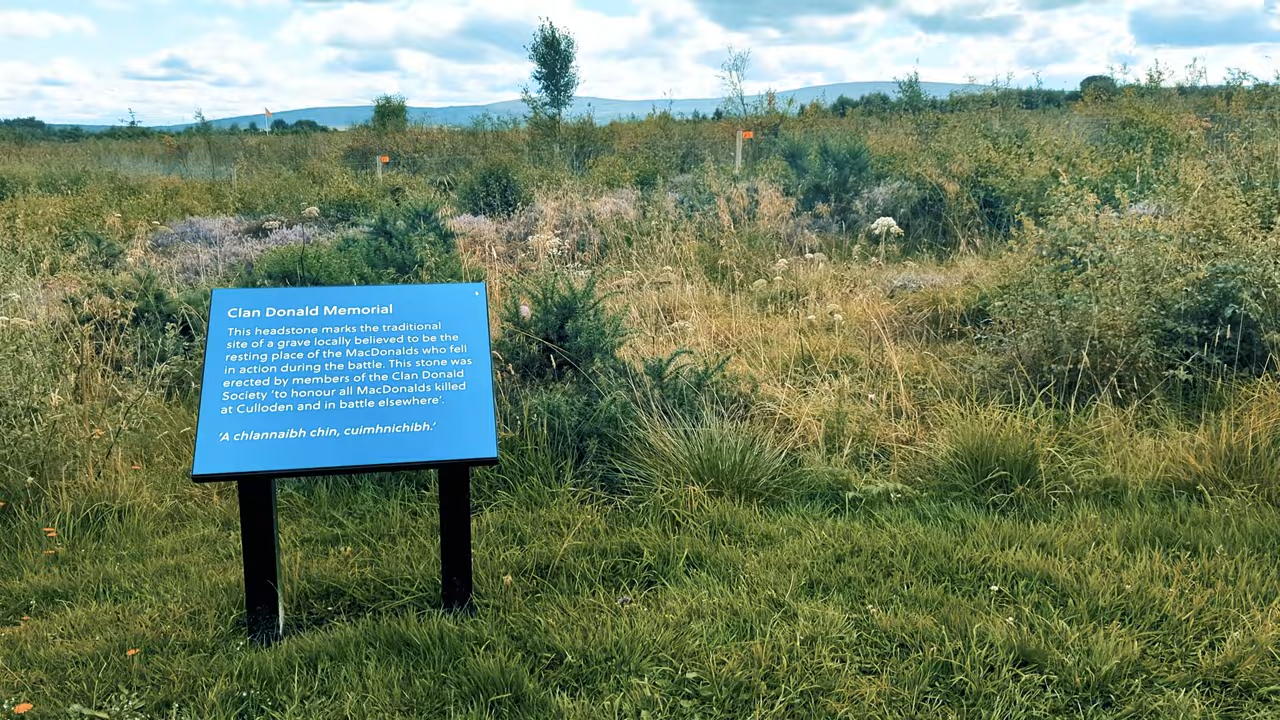 Clan Donald Memorial
This headstone marks the traditional
site of a grave locally believed to be the
resting place of the MacDonalds who fell
in action during the battle. This stone was
erected by members of the Clan Donald
Society ‘to honour all MacDonalds killed
at Culloden and in battle elsewhere’.
‘A chlannaibh chin, cuimhnichibh.’